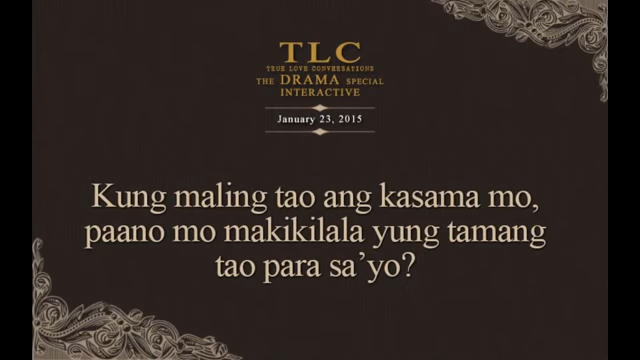 TLC
TRUE LOVE CONVERSATIONS
THE DRAMA SPECIAL
INTERACTIVE
January 23, 2015
Kung maling tao ang kasama mo,
paano mo makikilala yung tamang
tao para sa’yo?